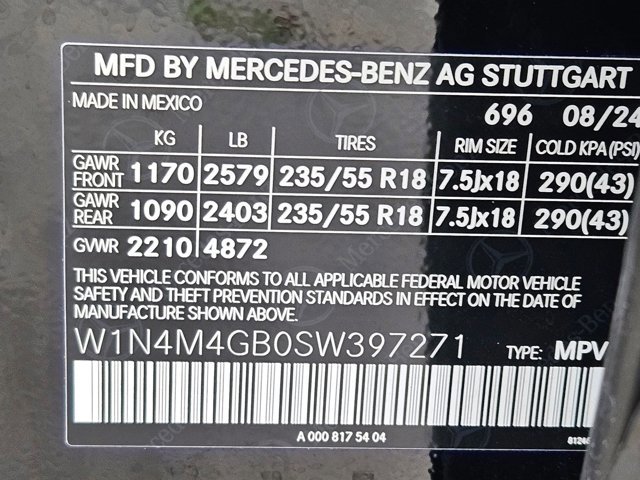 MFD BY MERCEDES-BENZ AG STUTTGART
MADE IN MEXICO 696 08/24
KG LB TIRES RIM SIZE COLD KPA(PSI)
GAWR FRONT 1170 2579 235/55 R18 7.5Jx18 290(43)
GAWR REAR 1090 2403 235/55 R18 7.5Jx18 290(43)
GVWR 2210 4872
THIS VEHICLE CONFORMS TO ALL APPLICABLE FEDERAL MOTOR VEHICLE
SAFETY AND THEFT PREVENTION STANDARDS IN EFFECT ON THE DATE
OF MANUFACTURE SHOWN ABOVE.
W1N4M4GB0SW397271 TYPE: MPV
A 000 817 54 04